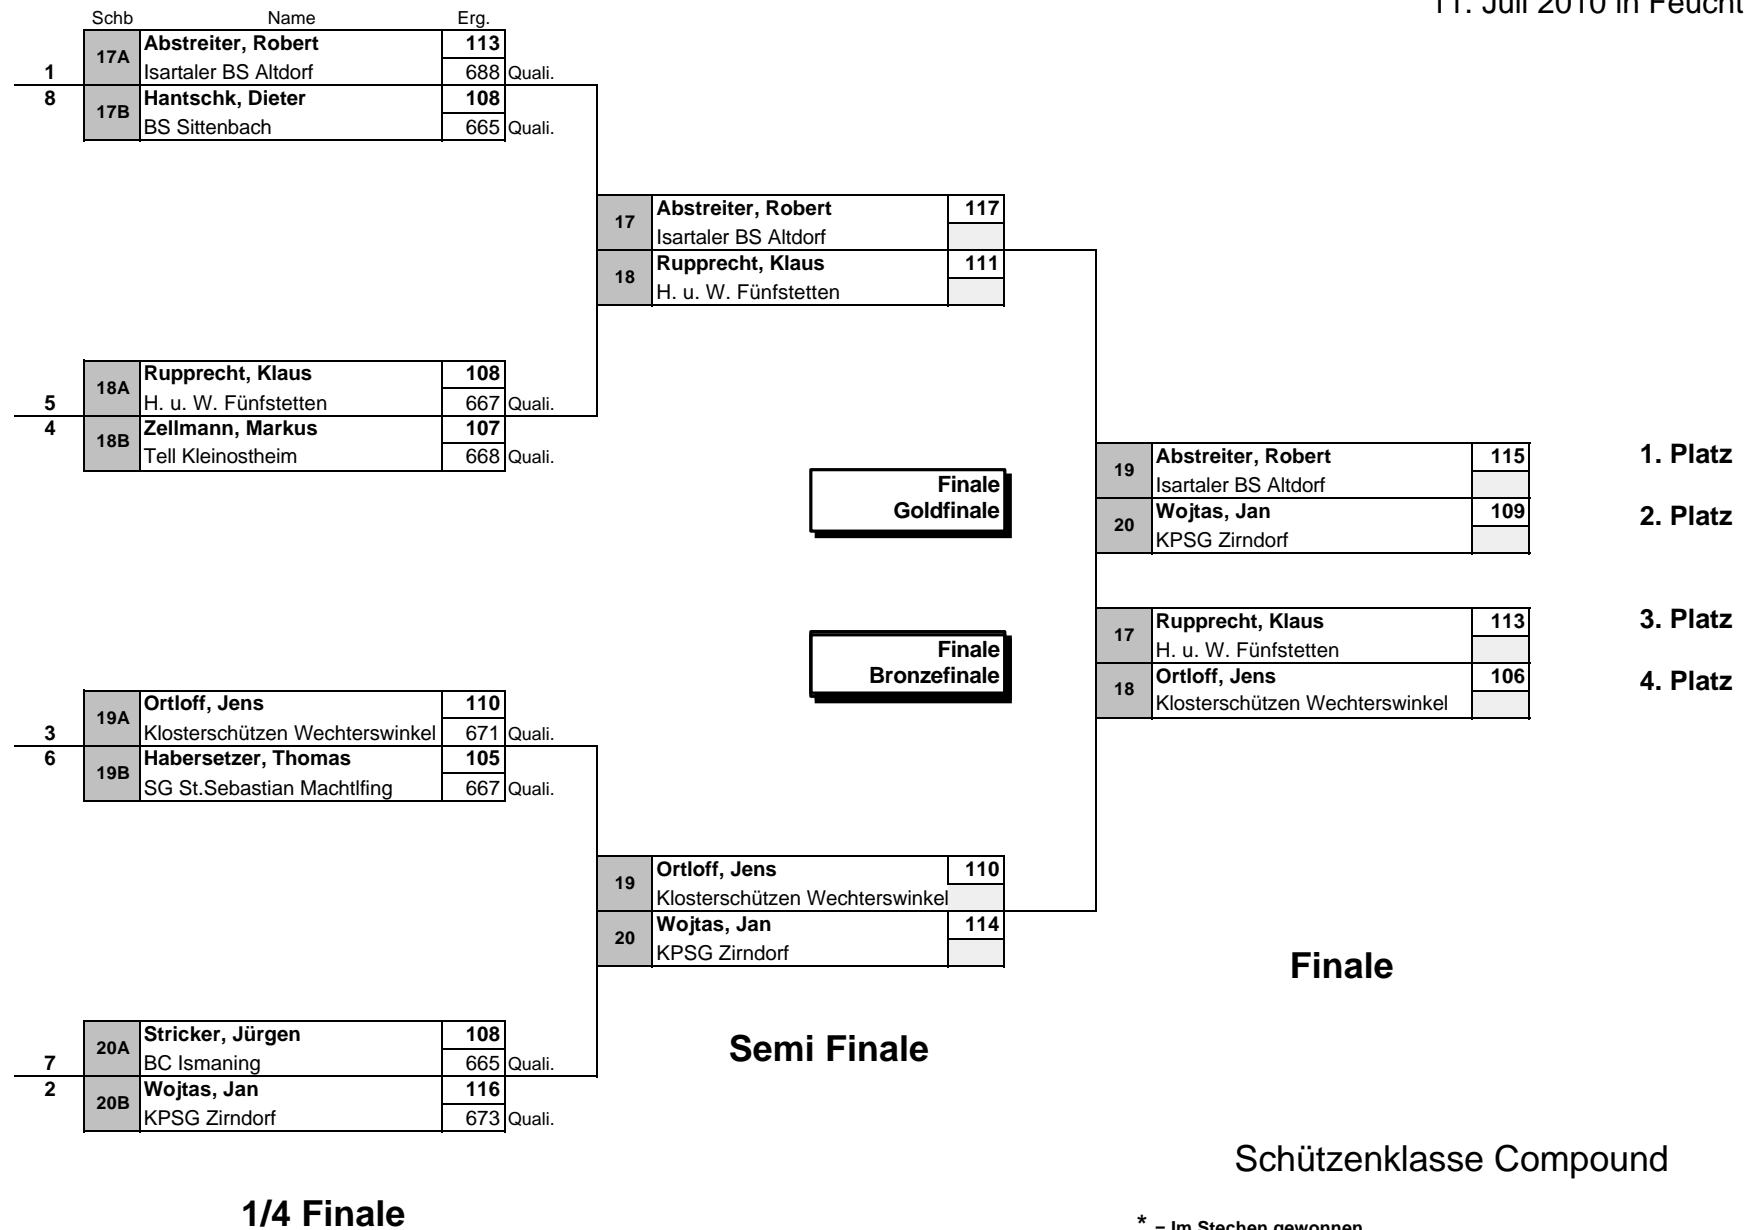 11. Juli 2010 in Feucht
Schb Name Erg.
17A Abstreiter, Robert 113
1 Isartaler BS Altdorf 688 Quali.
8 17B Hantschk, Dieter 108
BS Sittenbach 665 Quali.
17 Abstreiter, Robert 117
Isartaler BS Altdorf
18 Rupprecht, Klaus 111
H. u. W. Fünfstetten
18A Rupprecht, Klaus 108
5 H. u. W. Fünfstetten 667 Quali.
4 18B Zellmann, Markus 107
Tell Kleinostheim 668 Quali.
Finale
Goldfinale
19 Abstreiter, Robert 115 1. Platz
Isartaler BS Altdorf
20 Wojtas, Jan 109 2. Platz
KPSG Zirndorf
Finale
Bronzefinale
17 Rupprecht, Klaus 113 3. Platz
H. u. W. Fünfstetten
18 Ortloff, Jens 106 4. Platz
Klosterschützen Wechterswinkel
19A Ortloff, Jens 110
3 Klosterschützen Wechterswinkel 671 Quali.
6 19B Habersetzer, Thomas 105
SG St.Sebastian Machtlfing 667 Quali.
19 Ortloff, Jens 110
Klosterschützen Wechterswinkel
20 Wojtas, Jan 114
KPSG Zirndorf
Finale
20A Stricker, Jürgen 108
7 BC Ismaning 665 Quali.
2 20B Wojtas, Jan 116
KPSG Zirndorf 673 Quali.
Semi Finale
Schützenklasse Compound
1/4 Finale
* = Im Stechen gewonnen